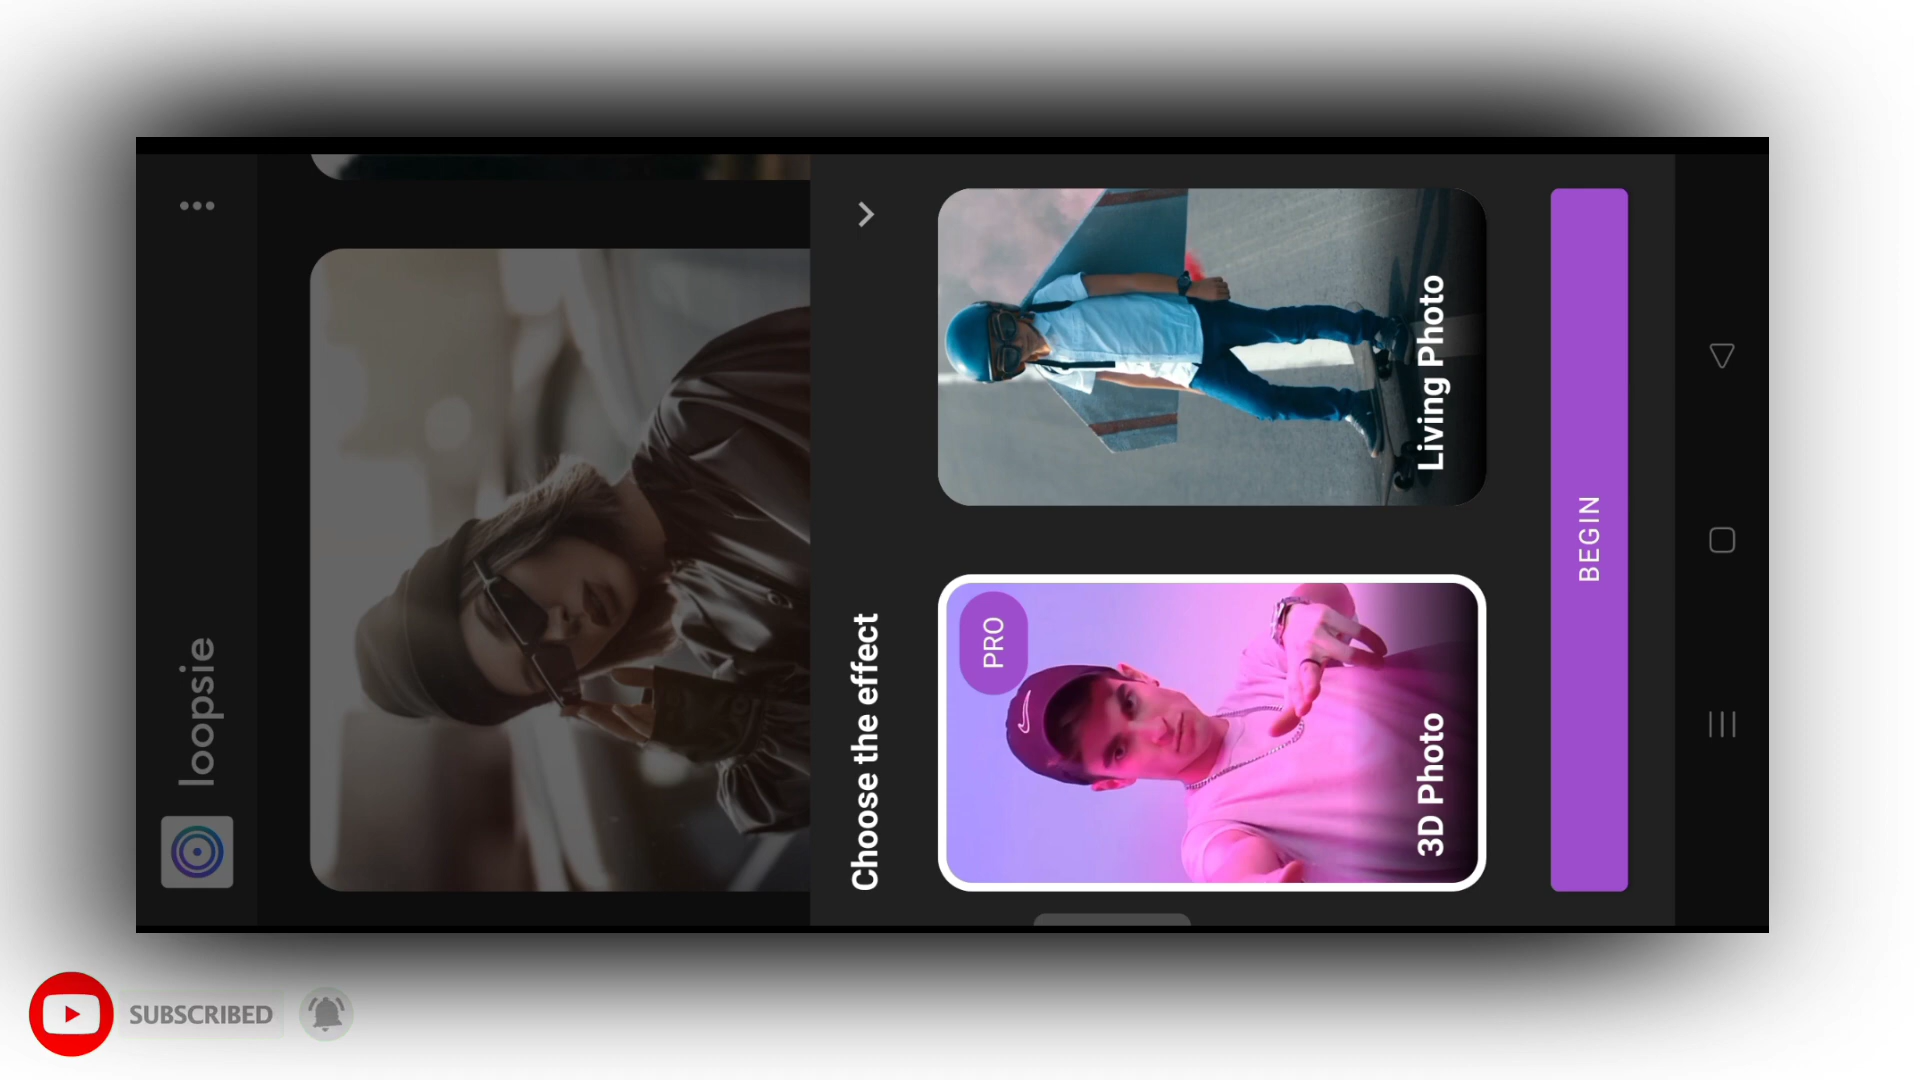 loopsie
Choose the effect
PRO
3D Photo
Living Photo
BEGIN
SUBSCRIBED